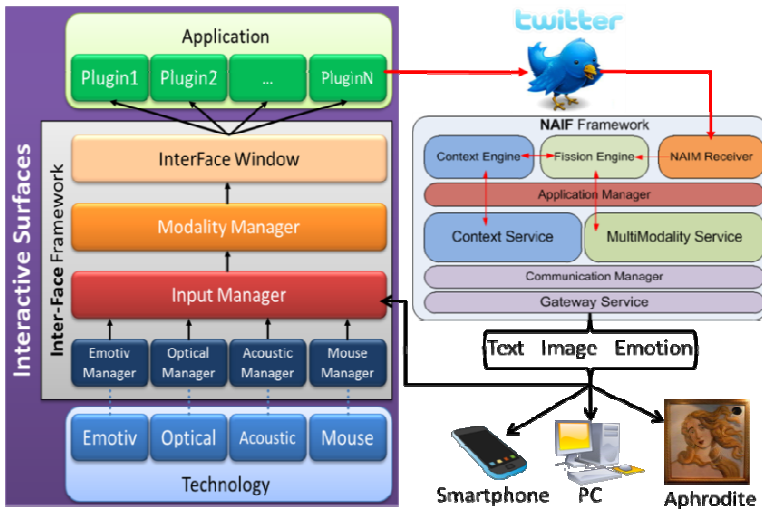 Interactive Surfaces
Application
Plugin1
Plugin2
...
PluginN
Inter-Face Framework
InterFace Window
Modality Manager
Input Manager
Emotiv
Manager
Optical
Manager
Acoustic
Manager
Mouse
Manager
Emotiv
Optical
Acoustic
Mouse
Technology
twitter
NAIF Framework
Context Engine
Fission Engine
NAIM Receiver
Application Manager
Context Service
MultiModality Service
Communication Manager
Gateway Service
Text Image Emotion
Smartphone
PC
Aphrodite